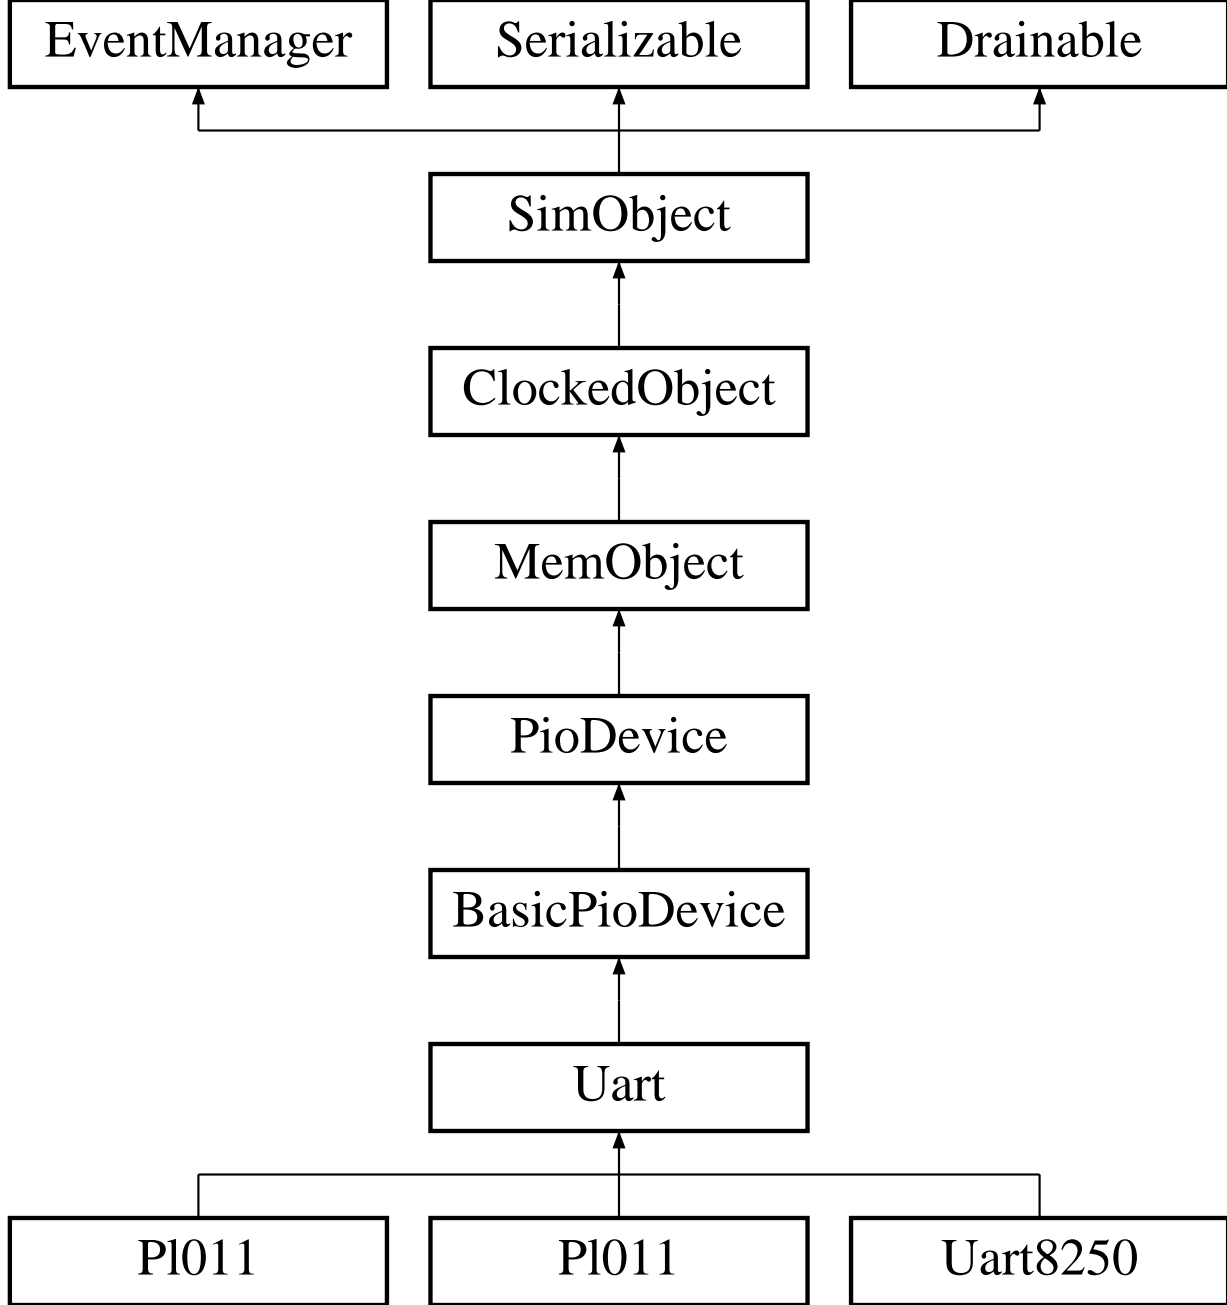 EventManager
Serializable
Drainable
SimObject
ClockedObject
MemObject
PioDevice
BasicPioDevice
Uart
Pl011
Pl011
Uart8250